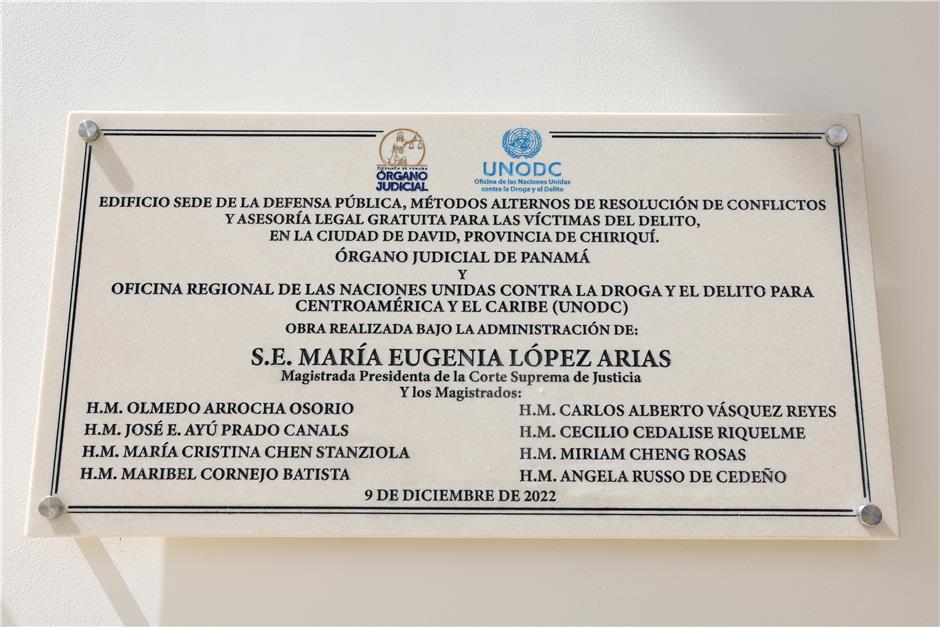 REPÚBLICA DE PANAMÁ
ÓRGANO
JUDICIAL
UNODC
Oficina de las Naciones Unidas
contra la Droga y el Delito
EDIFICIO SEDE DE LA DEFENSA PÚBLICA, MÉTODOS ALTERNOS DE RESOLUCIÓN DE CONFLICTOS
Y ASESORÍA LEGAL GRATUITA PARA LAS VÍCTIMAS DEL DELITO,
EN LA CIUDAD DE DAVID, PROVINCIA DE CHIRIQUÍ.
ÓRGANO JUDICIAL DE PANAMÁ
Y
OFICINA REGIONAL DE LAS NACIONES UNIDAS CONTRA LA DROGA Y EL DELITO PARA
CENTROAMÉRICA Y EL CARIBE (UNODC)
OBRA REALIZADA BAJO LA ADMINISTRACIÓN DE:
S.E. MARÍA EUGENIA LÓPEZ ARIAS
Magistrada Presidenta de la Corte Suprema de Justicia
Y los Magistrados:
H.M. OLMEDO ARROCHA OSORIO
H.M. JOSÉ E. AYÚ PRADO CANALS
H.M. MARÍA CRISTINA CHEN STANZIOLA
H.M. MARIBEL CORNEJO BATISTA
H.M. CARLOS ALBERTO VÁSQUEZ REYES
H.M. CECILIO CEDALISE RIQUELME
H.M. MIRIAM CHENG ROSAS
H.M. ANGELA RUSSO DE CEDEÑO
9 DE DICIEMBRE DE 2022